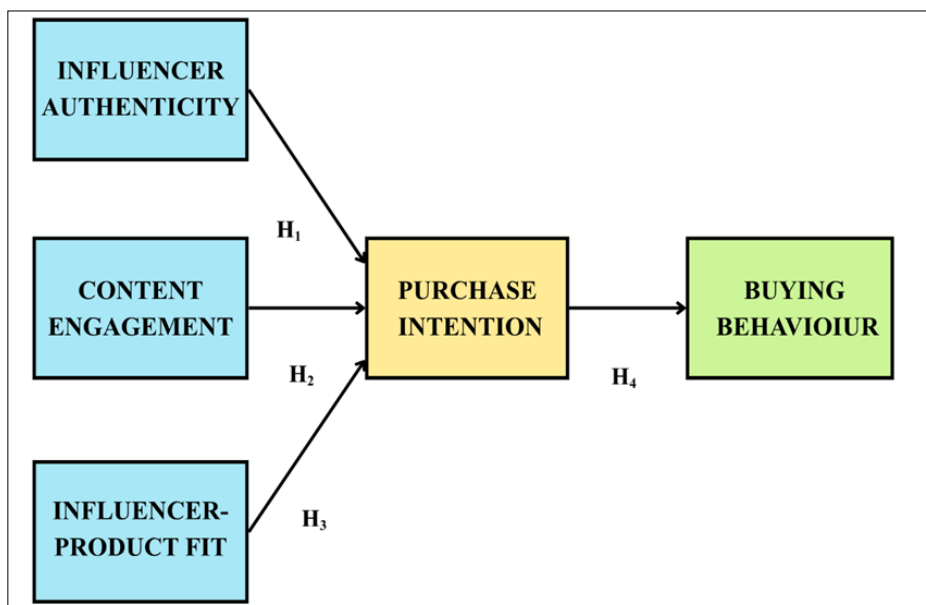 INFLUENCER
AUTHENTICITY
H₁
CONTENT
ENGAGEMENT
PURCHASE
INTENTION
BUYING
BEHAVIOIUR
H₂
H₄
INFLUENCER-
PRODUCT FIT
H₃